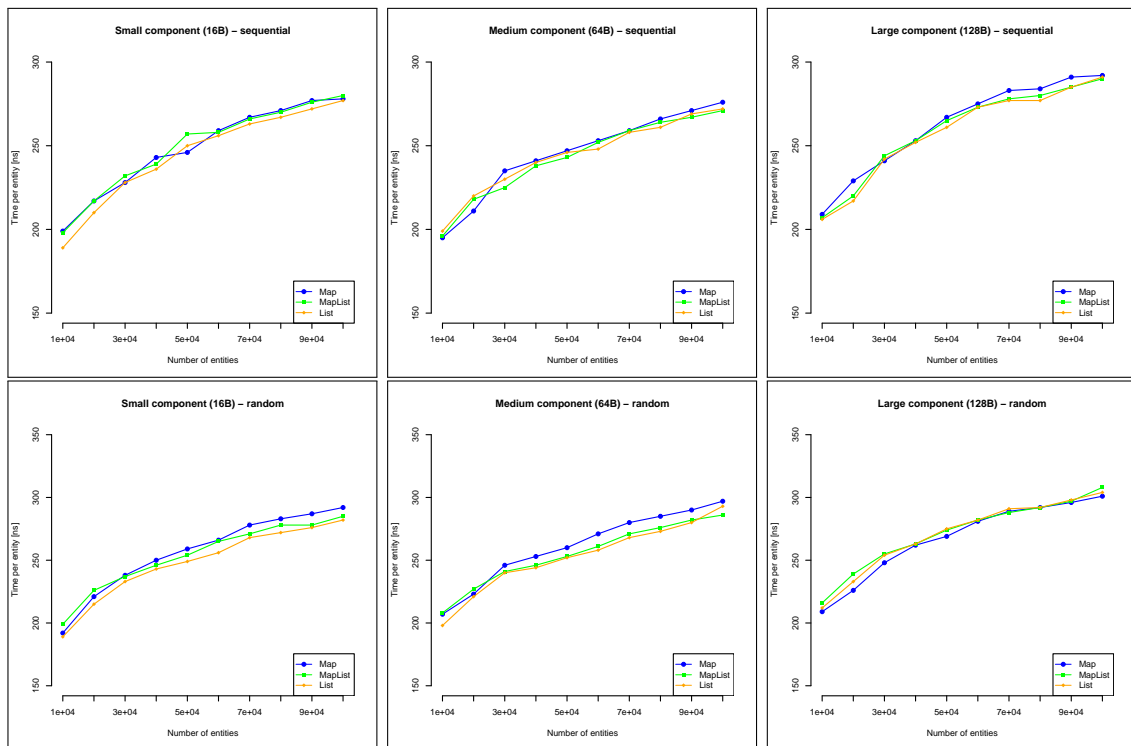 Small component (16B) – sequential
300
250
200
150
Time per entity [ns]
Map
MapList
List
1e+04 3e+04 5e+04 7e+04 9e+04
Number of entities
Medium component (64B) – sequential
300
250
200
150
Time per entity [ns]
Map
MapList
List
1e+04 3e+04 5e+04 7e+04 9e+04
Number of entities
Large component (128B) – sequential
300
250
200
150
Time per entity [ns]
Map
MapList
List
1e+04 3e+04 5e+04 7e+04 9e+04
Number of entities
Small component (16B) – random
350
300
250
200
150
Time per entity [ns]
Map
MapList
List
1e+04 3e+04 5e+04 7e+04 9e+04
Number of entities
Medium component (64B) – random
350
300
250
200
150
Time per entity [ns]
Map
MapList
List
1e+04 3e+04 5e+04 7e+04 9e+04
Number of entities
Large component (128B) – random
350
300
250
200
150
Time per entity [ns]
Map
MapList
List
1e+04 3e+04 5e+04 7e+04 9e+04
Number of entities